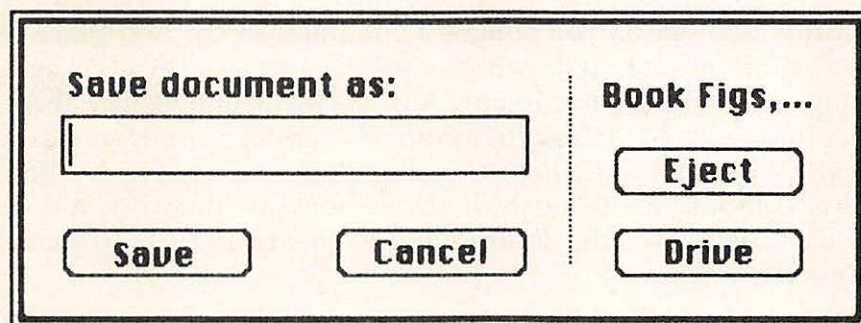 Save document as:
Book Figs,...
Eject
Save
Cancel
Drive